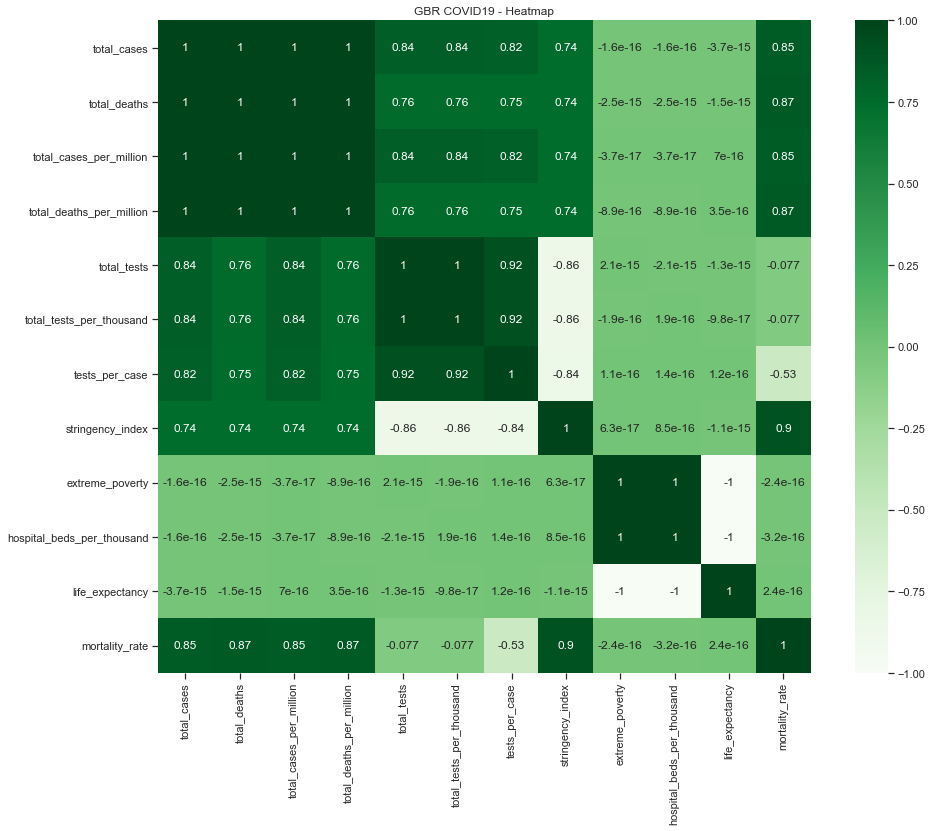 GBR COVID19 - Heatmap
total_cases 1 1 1 1 0.84 0.84 0.82 0.74 -1.6e-16 -1.6e-16 -3.7e-15 0.85
total_deaths 1 1 1 1 0.76 0.76 0.75 0.74 -2.5e-15 -2.5e-15 -1.5e-15 0.87
total_cases_per_million 1 1 1 1 0.84 0.84 0.82 0.74 -3.7e-17 -3.7e-17 7e-16 0.85
total_deaths_per_million 1 1 1 1 0.76 0.76 0.75 0.74 -8.9e-16 -8.9e-16 3.5e-16 0.87
total_tests 0.84 0.76 0.84 0.76 1 1 0.92 -0.86 2.1e-15 -2.1e-15 -1.3e-15 -0.077
total_tests_per_thousand 0.84 0.76 0.84 0.76 1 1 0.92 -0.86 -1.9e-16 1.9e-16 -9.8e-17 -0.077
tests_per_case 0.82 0.75 0.82 0.75 0.92 0.92 1 -0.84 1.1e-16 1.4e-16 1.2e-16 -0.53
stringency_index 0.74 0.74 0.74 0.74 -0.86 -0.86 -0.84 1 6.3e-17 8.5e-16 -1.1e-15 0.9
extreme_poverty -1.6e-16 -2.5e-15 -3.7e-17 -8.9e-16 2.1e-15 -1.9e-16 1.1e-16 6.3e-17 1 1 -1 -2.4e-16
hospital_beds_per_thousand -1.6e-16 -2.5e-15 -3.7e-17 -8.9e-16 -2.1e-15 1.9e-16 1.4e-16 8.5e-16 1 1 -1 -3.2e-16
life_expectancy -3.7e-15 -1.5e-15 7e-16 3.5e-16 -1.3e-15 -9.8e-17 1.2e-16 -1.1e-15 -1 -1 1 2.4e-16
mortality_rate 0.85 0.87 0.85 0.87 -0.077 -0.077 -0.53 0.9 -2.4e-16 -3.2e-16 2.4e-16 1
total_cases
total_deaths
total_cases_per_million
total_deaths_per_million
total_tests
total_tests_per_thousand
tests_per_case
stringency_index
extreme_poverty
hospital_beds_per_thousand
life_expectancy
mortality_rate
1.00
0.75
0.50
0.25
0.00
−0.25
−0.50
−0.75
−1.00